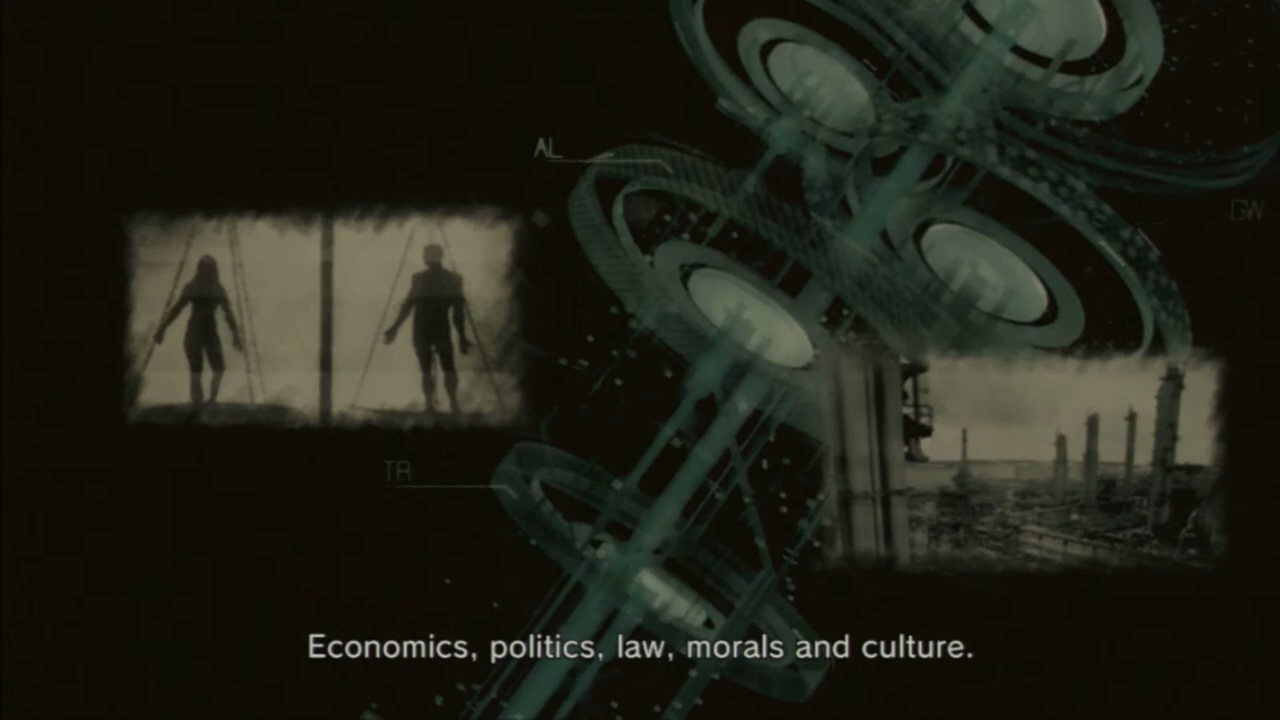 AL
GW
TR
Economics, politics, law, morals and culture.